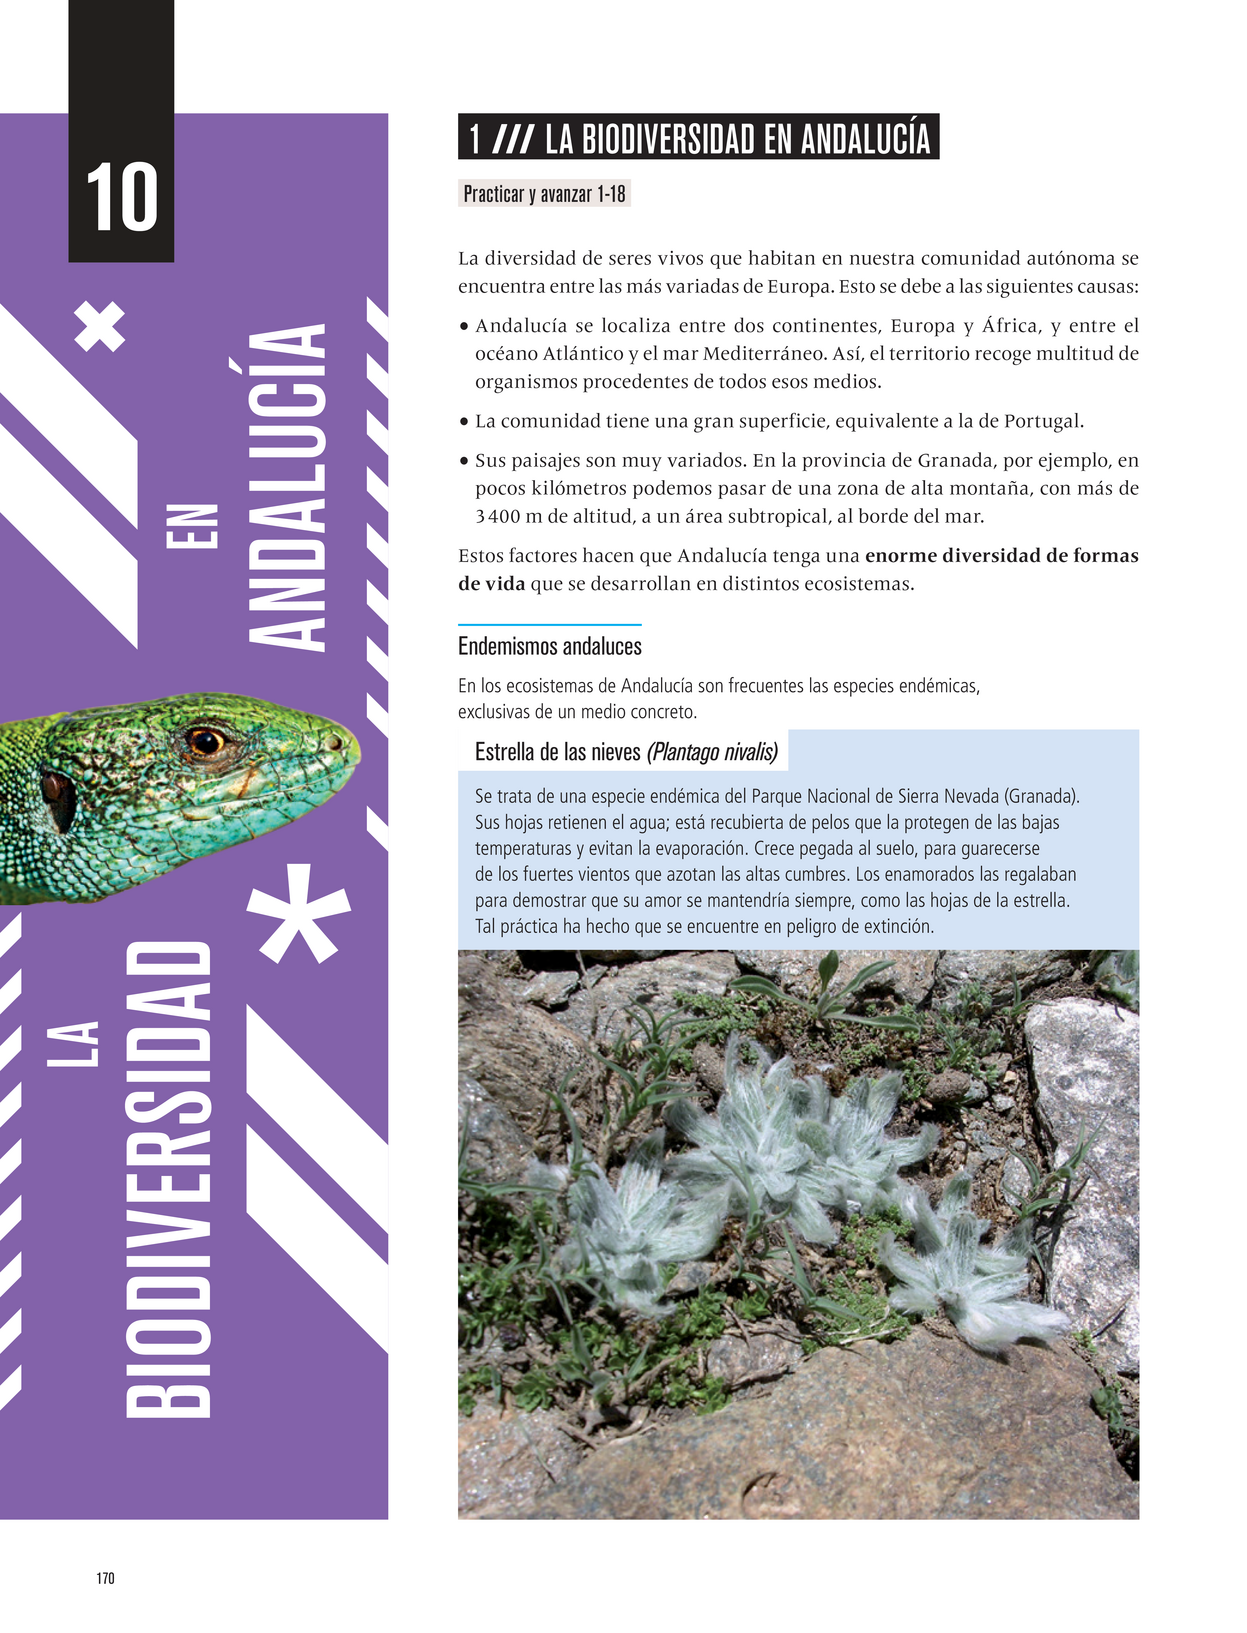 10
LA
BIODIVERSIDAD
EN
ANDALUCÍA
1 /// LA BIODIVERSIDAD EN ANDALUCÍA
Practicar y avanzar 1-18
La diversidad de seres vivos que habitan en nuestra comunidad autónoma se
encuentra entre las más variadas de Europa. Esto se debe a las siguientes causas:
• Andalucía se localiza entre dos continentes, Europa y África, y entre el
océano Atlántico y el mar Mediterráneo. Así, el territorio recoge multitud de
organismos procedentes de todos esos medios.
• La comunidad tiene una gran superficie, equivalente a la de Portugal.
• Sus paisajes son muy variados. En la provincia de Granada, por ejemplo, en
pocos kilómetros podemos pasar de una zona de alta montaña, con más de
3 400 m de altitud, a un área subtropical, al borde del mar.
Estos factores hacen que Andalucía tenga una enorme diversidad de formas
de vida que se desarrollan en distintos ecosistemas.
Endemismos andaluces
En los ecosistemas de Andalucía son frecuentes las especies endémicas,
exclusivas de un medio concreto.
Estrella de las nieves (Plantago nivalis)
Se trata de una especie endémica del Parque Nacional de Sierra Nevada (Granada).
Sus hojas retienen el agua; está recubierta de pelos que la protegen de las bajas
temperaturas y evitan la evaporación. Crece pegada al suelo, para guarecerse
de los fuertes vientos que azotan las altas cumbres. Los enamorados las regalaban
para demostrar que su amor se mantendría siempre, como las hojas de la estrella.
Tal práctica ha hecho que se encuentre en peligro de extinción.
170